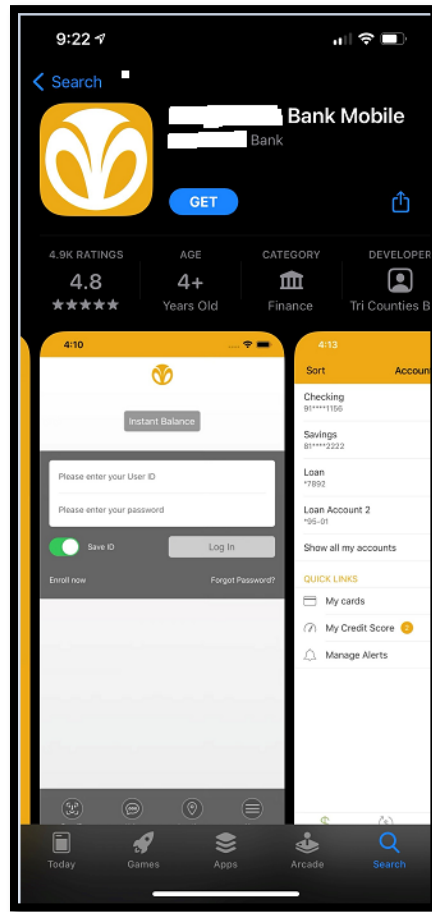 9:22
Search
Bank Mobile
Bank
GET
4.9K RATINGS
4.8
AGE
4+
Years Old
CATEGORY
Finance
DEVELOPER
Tri Counties B
4:10
Instant Balance
Please enter your User ID
Please enter your password
Save ID
Log In
Enroll now
Forgot Password?
4:13
Sort
Accoun
Checking
91****1156
Savings
81****2222
Loan
*7892
Loan Account 2
*95-01
Show all my accounts
QUICK LINKS
My cards
My Credit Score 2
Manage Alerts
Today
Games
Apps
Arcade
Search